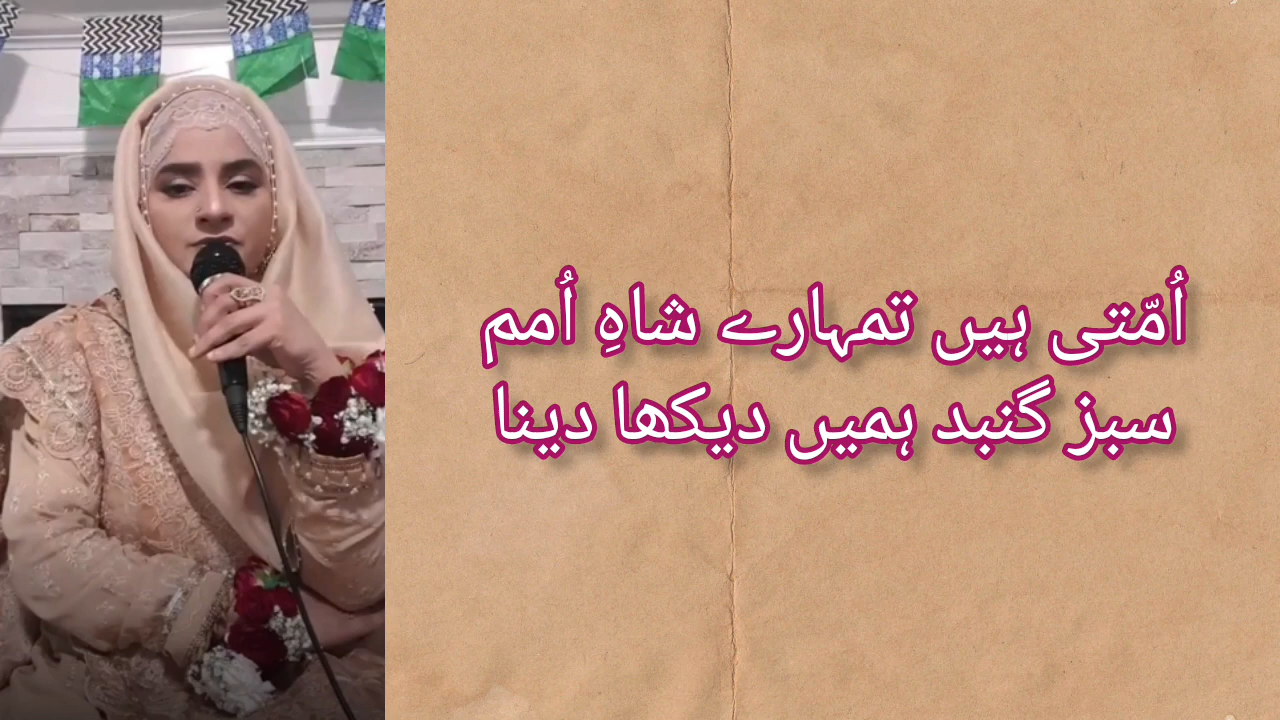 اُمّتی ہیں تمہارے شاہِ اُمم
سبز گنبد ہمیں دیکھا دینا